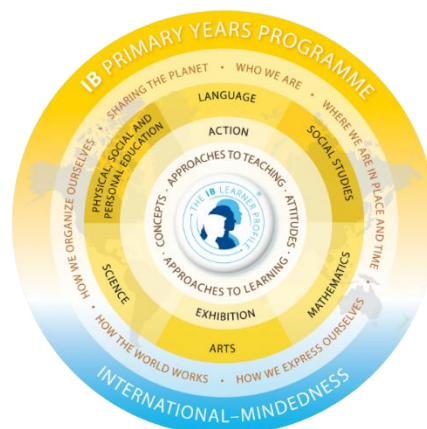 IB PRIMARY YEARS PROGRAMME
SHARING THE PLANET • WHO WE ARE • WHERE WE ARE IN PLACE AND TIME • HOW WE EXPRESS OURSELVES • HOW THE WORLD WORKS • HOW WE ORGANIZE OURSELVES •
LANGUAGE
SOCIAL STUDIES
MATHEMATICS
ARTS
SCIENCE
PHYSICAL, SOCIAL AND
PERSONAL EDUCATION
ACTION
EXHIBITION
APPROACHES TO TEACHING • ATTITUDES • APPROACHES TO LEARNING • CONCEPTS •
THE IB LEARNER PROFILE
®
INTERNATIONAL-MINDEDNESS